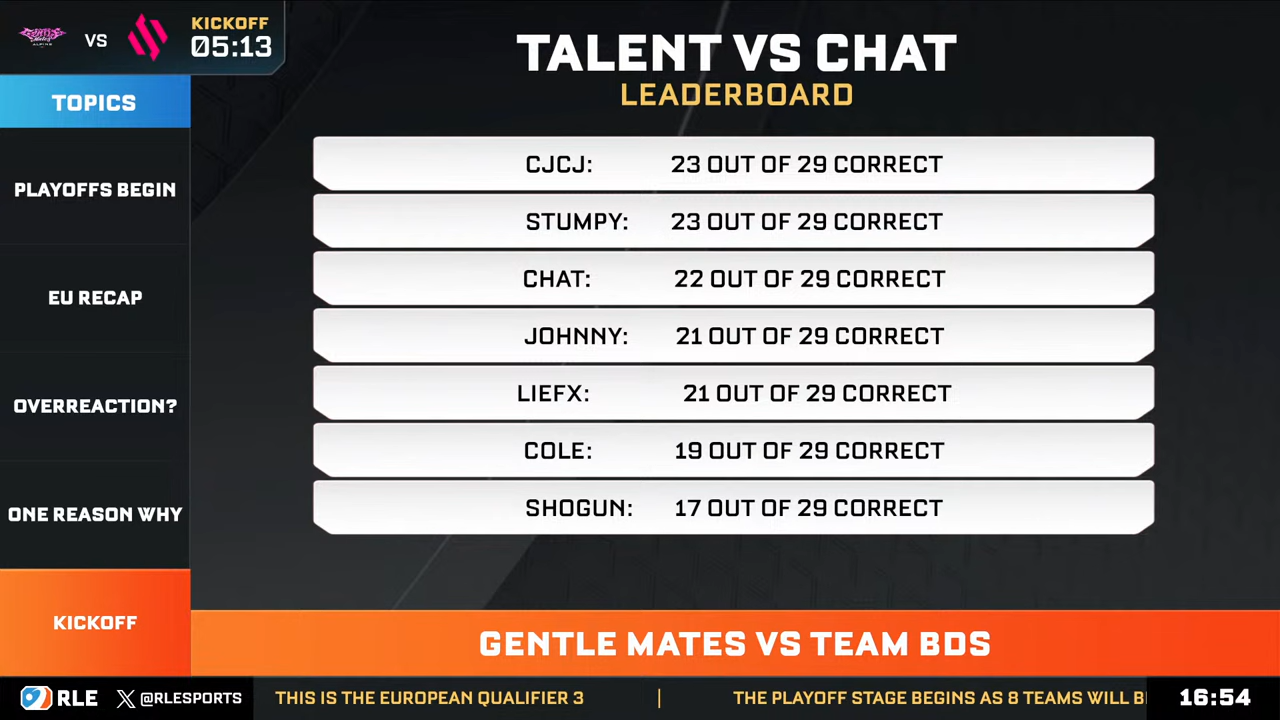 VS
KICKOFF
05:13
TALENT VS CHAT
LEADERBOARD
TOPICS
PLAYOFFS BEGIN
EU RECAP
OVERREACTION?
ONE REASON WHY
KICKOFF
CJCJ: 23 OUT OF 29 CORRECT
STUMPY: 23 OUT OF 29 CORRECT
CHAT: 22 OUT OF 29 CORRECT
JOHNNY: 21 OUT OF 29 CORRECT
LIEFX: 21 OUT OF 29 CORRECT
COLE: 19 OUT OF 29 CORRECT
SHOGUN: 17 OUT OF 29 CORRECT
GENTLE MATES VS TEAM BDS
RLE @RLESPORTS THIS IS THE EUROPEAN QUALIFIER 3 | THE PLAYOFF STAGE BEGINS AS 8 TEAMS WILL 16:54